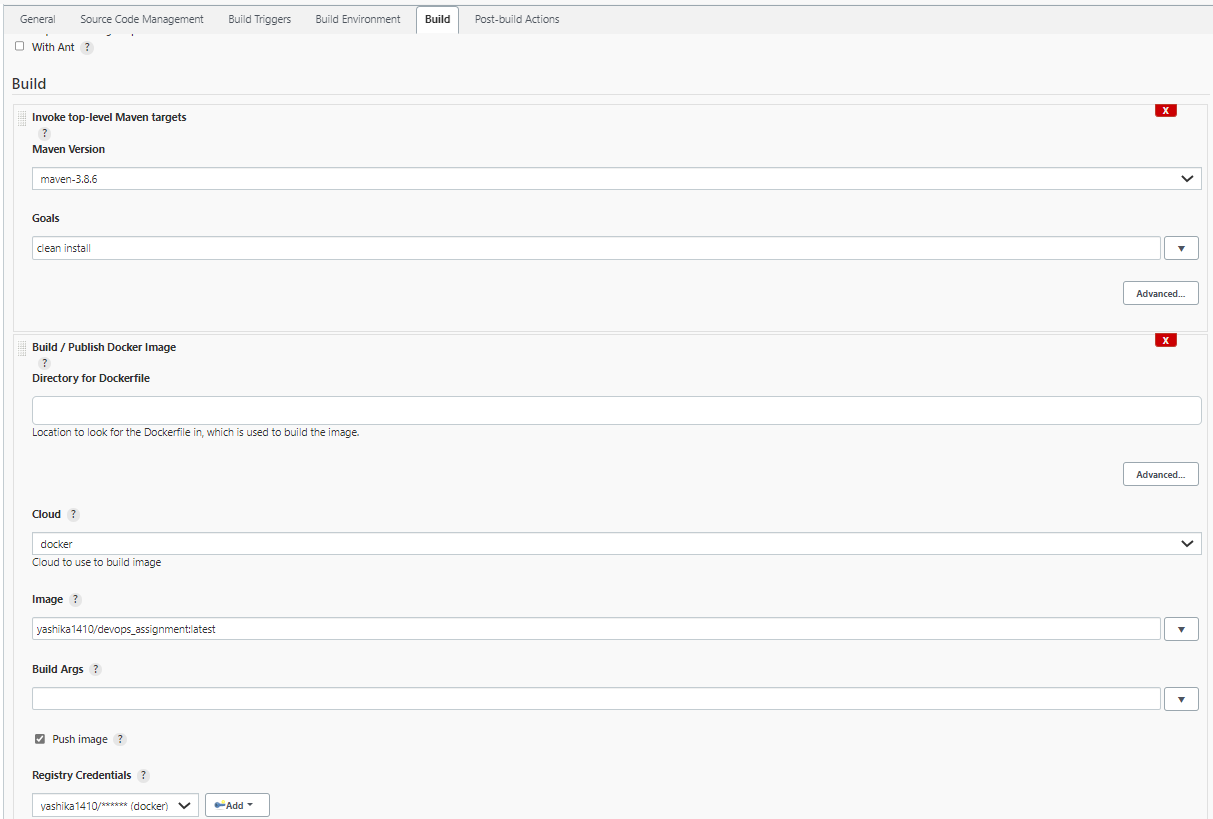 General Source Code Management Build Triggers Build Environment Build Post-build Actions
With Ant ?
Build
Invoke top-level Maven targets
X
?
Maven Version
maven-3.8.6
Goals
clean install
Advanced...
Build / Publish Docker Image
X
?
Directory for Dockerfile
Location to look for the Dockerfile in, which is used to build the image.
Advanced...
Cloud ?
docker
Cloud to use to build image
Image ?
yashika1410/devops_assignment:latest
Build Args ?
Push image ?
Registry Credentials ?
yashika1410/****** (docker) Add